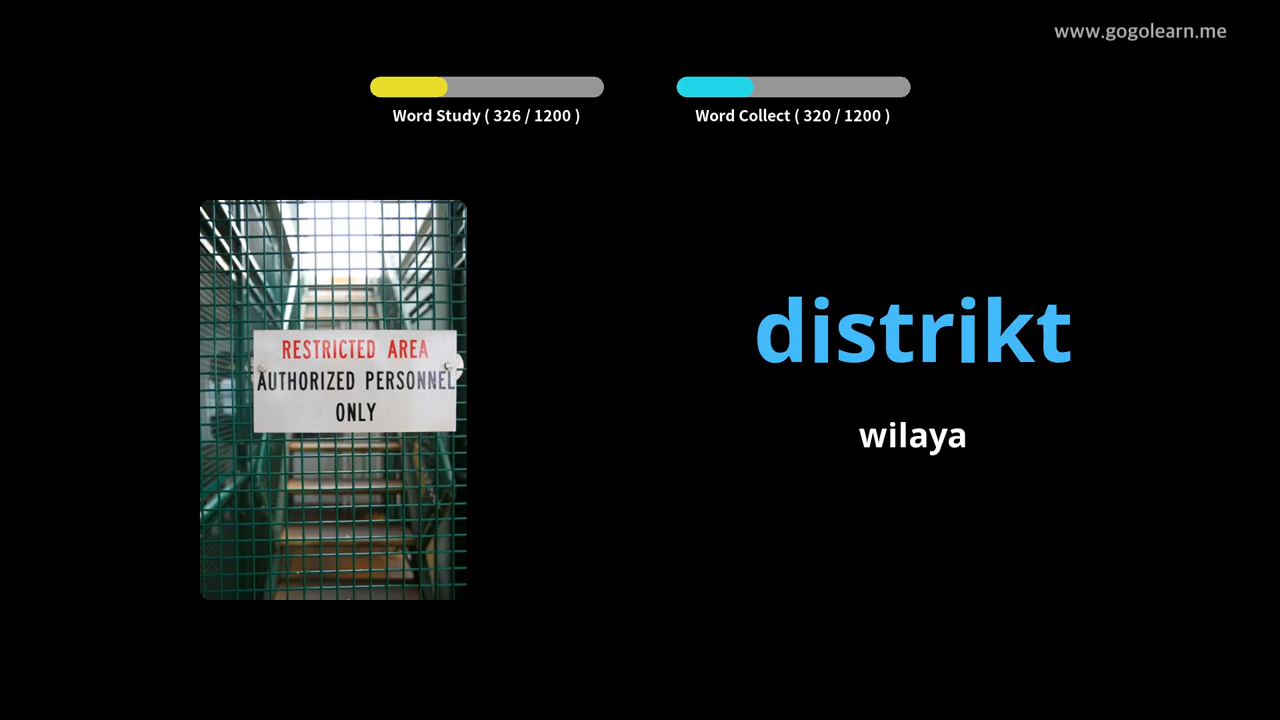 www.gogolearn.me
Word Study ( 326 / 1200 )
Word Collect ( 320 / 1200 )
RESTRICTED AREA
AUTHORIZED PERSONNEL
ONLY
distrikt
wilaya